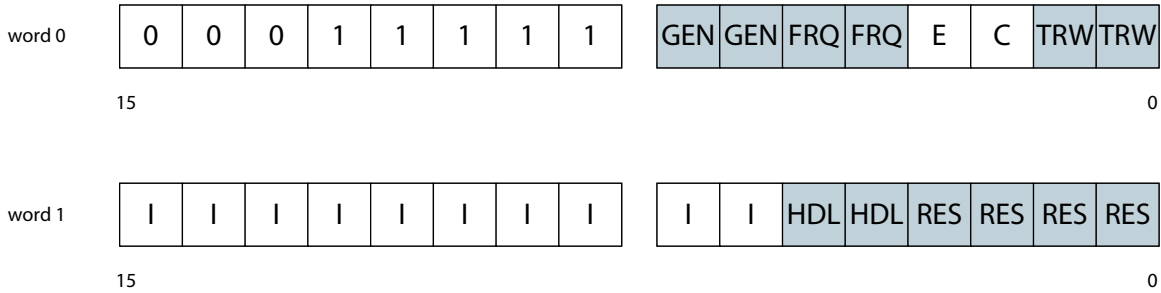 word 0 0 0 0 1 1 1 1 1 GEN GEN FRQ FRQ E C TRW TRW
15 0
word 1 I I I I I I I I I I HDL HDL RES RES RES RES
15 0